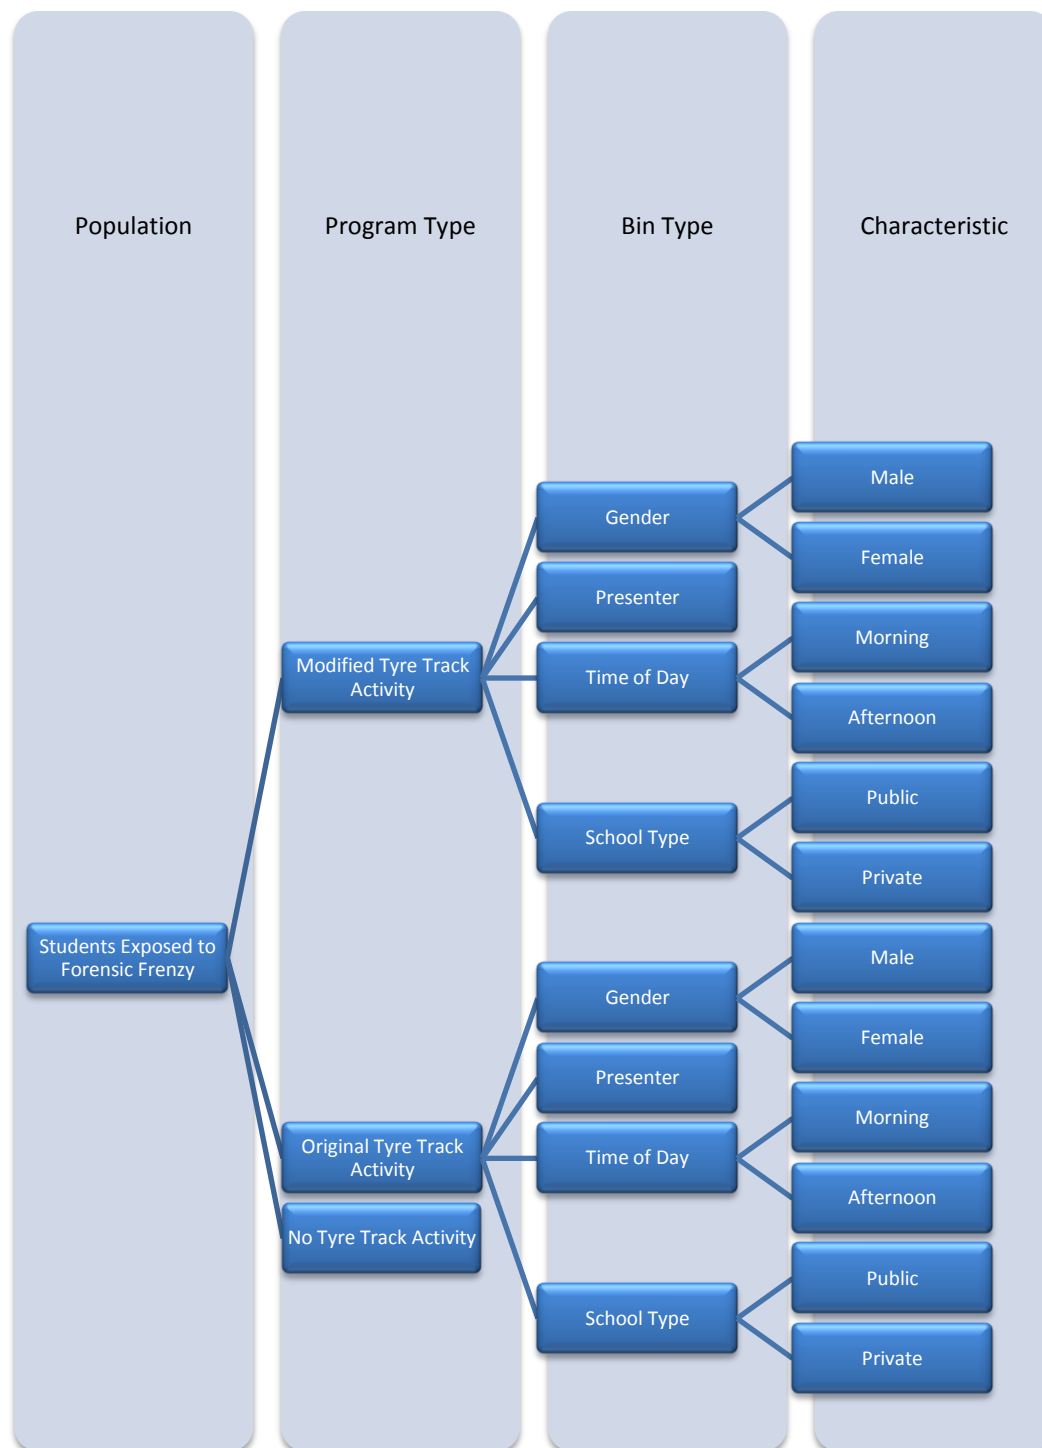 Population
Program Type
Bin Type
Characteristic
Male
Gender
Female
Presenter
Morning
Modified Tyre Track
Activity
Time of Day
Afternoon
Public
School Type
Private
Students Exposed to
Forensic Frenzy
Male
Gender
Female
Presenter
Morning
Original Tyre Track
Activity
Time of Day
Afternoon
No Tyre Track Activity
Public
School Type
Private